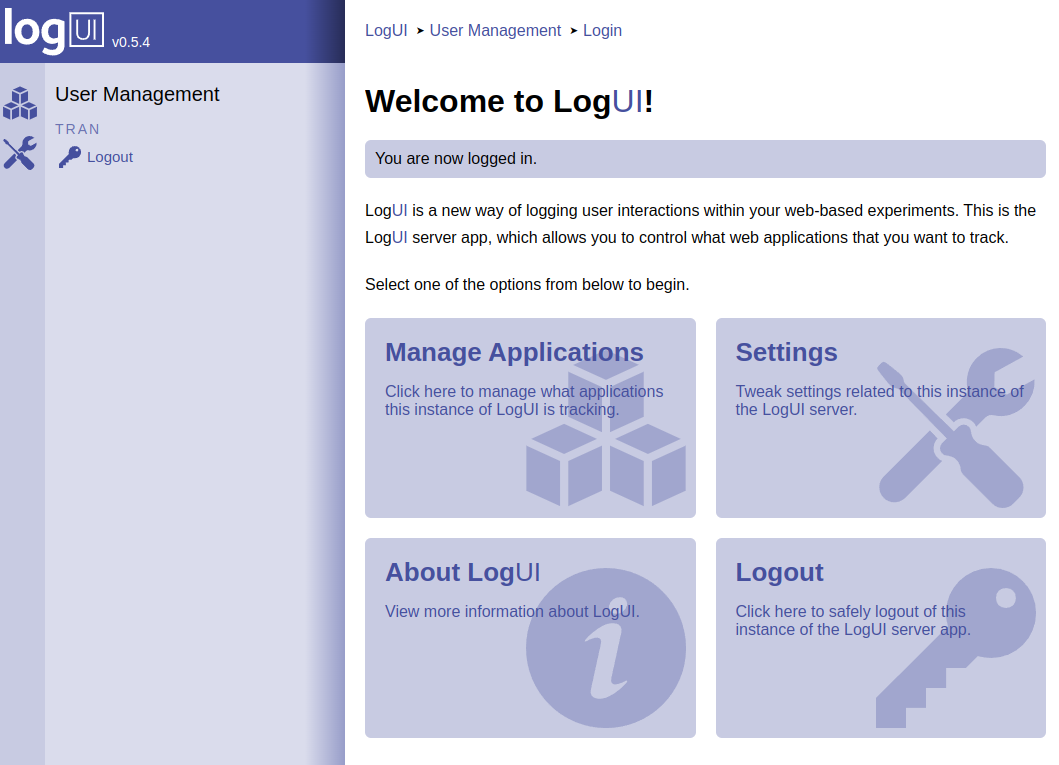 logUI v0.5.4
LogUI ➤ User Management ➤ Login
User Management
TRAN
Logout
Welcome to LogUI!
You are now logged in.
LogUI is a new way of logging user interactions within your web-based experiments. This is the
LogUI server app, which allows you to control what web applications that you want to track.
Select one of the options from below to begin.
Manage Applications
Click here to manage what applications
this instance of LogUI is tracking.
Settings
Tweak settings related to this instance of
the LogUI server.
About LogUI
View more information about LogUI.
Logout
Click here to safely logout of this
instance of the LogUI server app.